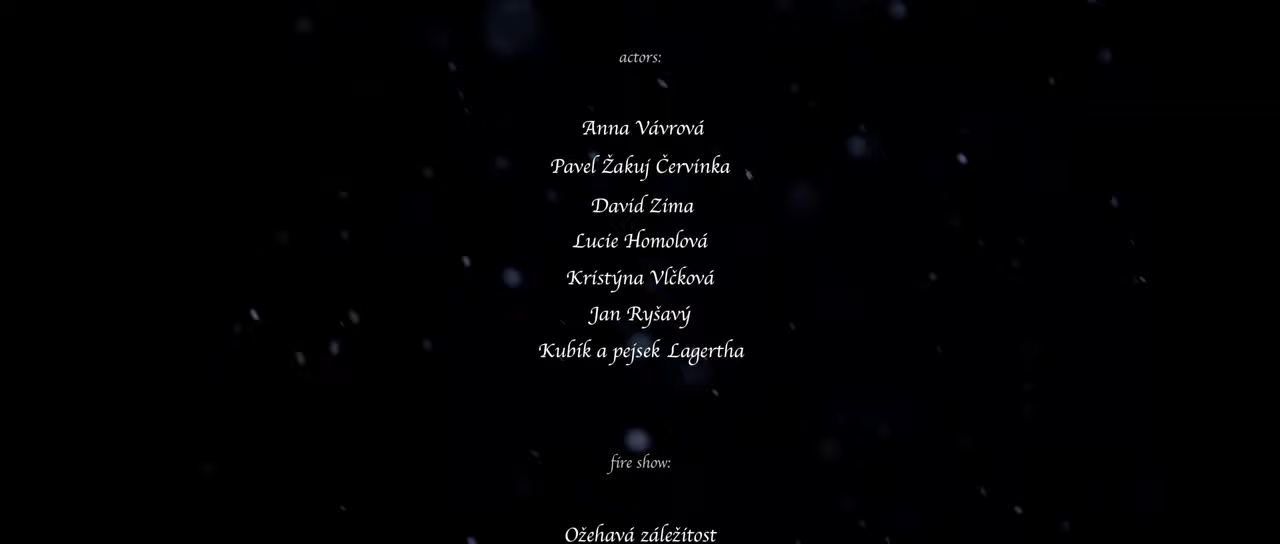 actors:
Anna Vávrová
Pavel Žakuj Červinka
David Zima
Lucie Homolová
Kristýna Vlčková
Jan Ryšavý
Kubík a pejsek Lagertha
fire show:
Ožehavá záležitost